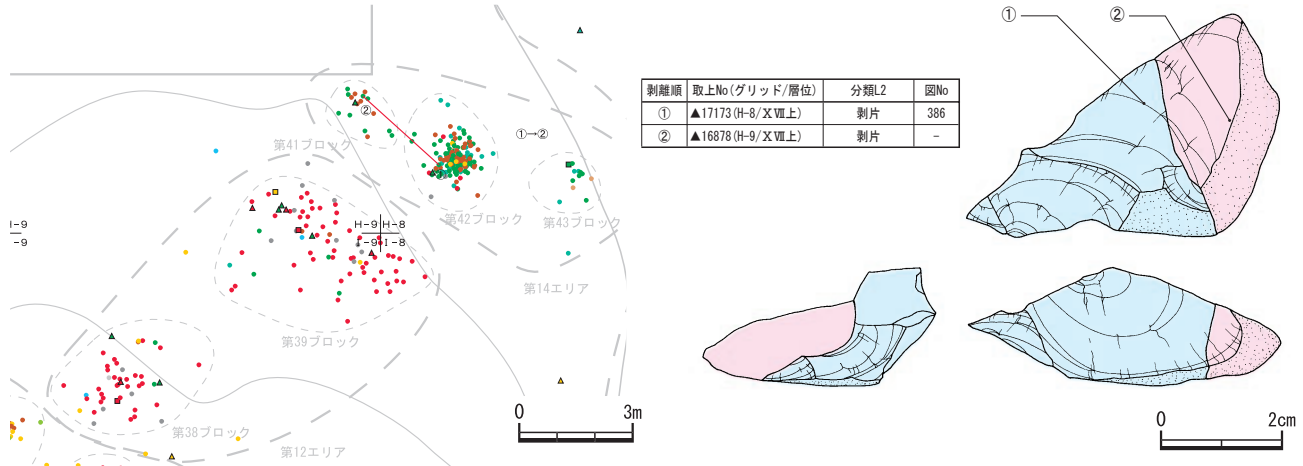 第41ブロック
②
①→②
第42ブロック
第43ブロック
H-9 H-8
I-9 I-8
-9
-9
第14エリア
第39ブロック
第38ブロック
第12エリア
0 3m
剥離順 取上No(グリッド/層位) 分類L2 図No
① ▲17173(H-8/ⅩⅦ上) 剥片 386
② ▲16878(H-9/ⅩⅦ上) 剥片 －
① ②
0 2cm